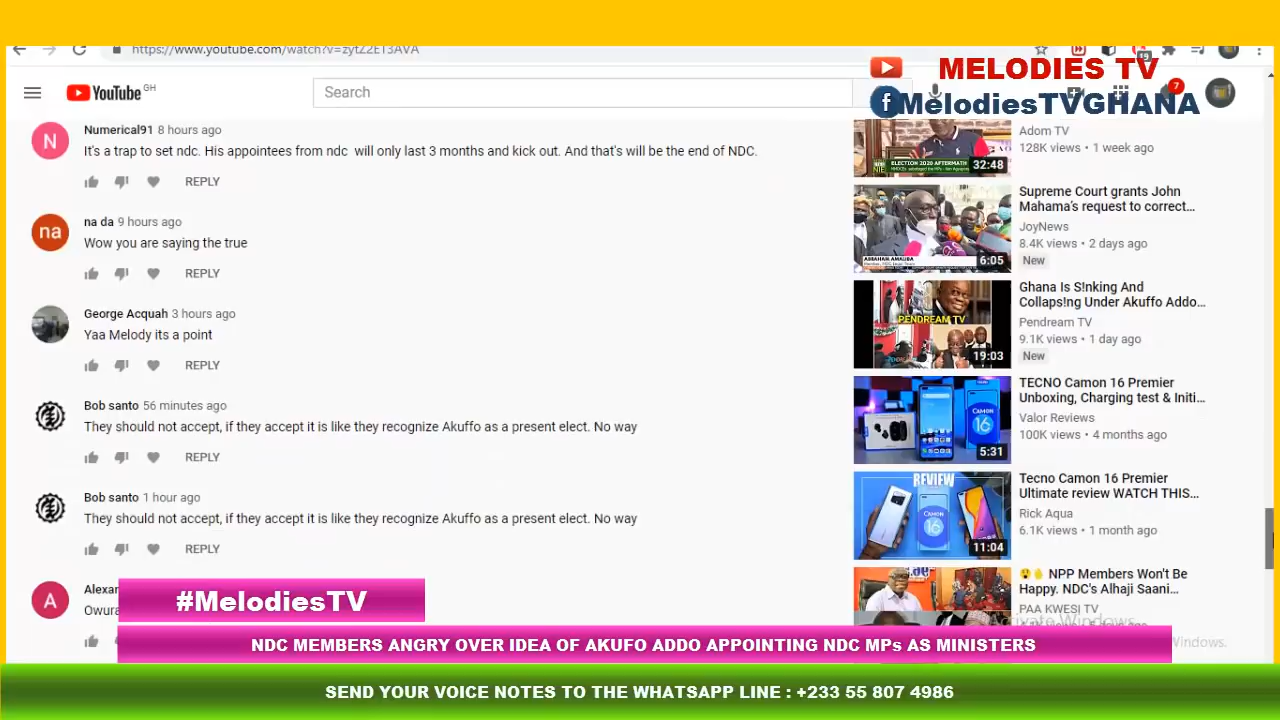 https://www.youtube.com/watch?v=zytZ2ET3AVA
MELODIES TV
MelodiesTVGHANA
YouTube GH
Search
7
Numerical91 8 hours ago
It's a trap to set ndc. His appointees from ndc will only last 3 months and kick out. And that's will be the end of NDC.
REPLY
na da 9 hours ago
Wow you are saying the true
REPLY
George Acquah 3 hours ago
Yaa Melody its a point
REPLY
Bob santo 56 minutes ago
They should not accept, if they accept it is like they recognize Akuffo as a present elect. No way
REPLY
Bob santo 1 hour ago
They should not accept, if they accept it is like they recognize Akuffo as a present elect. No way
REPLY
Adom TV
128K views • 1 week ago
ELECTION 2020 AFTERMATH
32:48
Supreme Court grants John
Mahama's request to correct...
JoyNews
8.4K views • 2 days ago
New
6:05
Ghana Is S!nking And
Collaps!ng Under Akuffo Addo...
Pendream TV
9.1K views • 1 day ago
New
PENDREAM TV
19:03
TECNO Camon 16 Premier
Unboxing, Charging test & Initi...
Valor Reviews
100K views • 4 months ago
CAMON
16
5:31
Tecno Camon 16 Premier
Ultimate review WATCH THIS...
Rick Aqua
6.1K views • 1 month ago
REVIEW
CAMON
16
11:04
NPP Members Won't Be
Happy. NDC's Alhaji Saani...
PAA KWESI TV
#MelodiesTV
NDC MEMBERS ANGRY OVER IDEA OF AKUFO ADDO APPOINTING NDC MPs AS MINISTERS
SEND YOUR VOICE NOTES TO THE WHATSAPP LINE : +233 55 807 4986